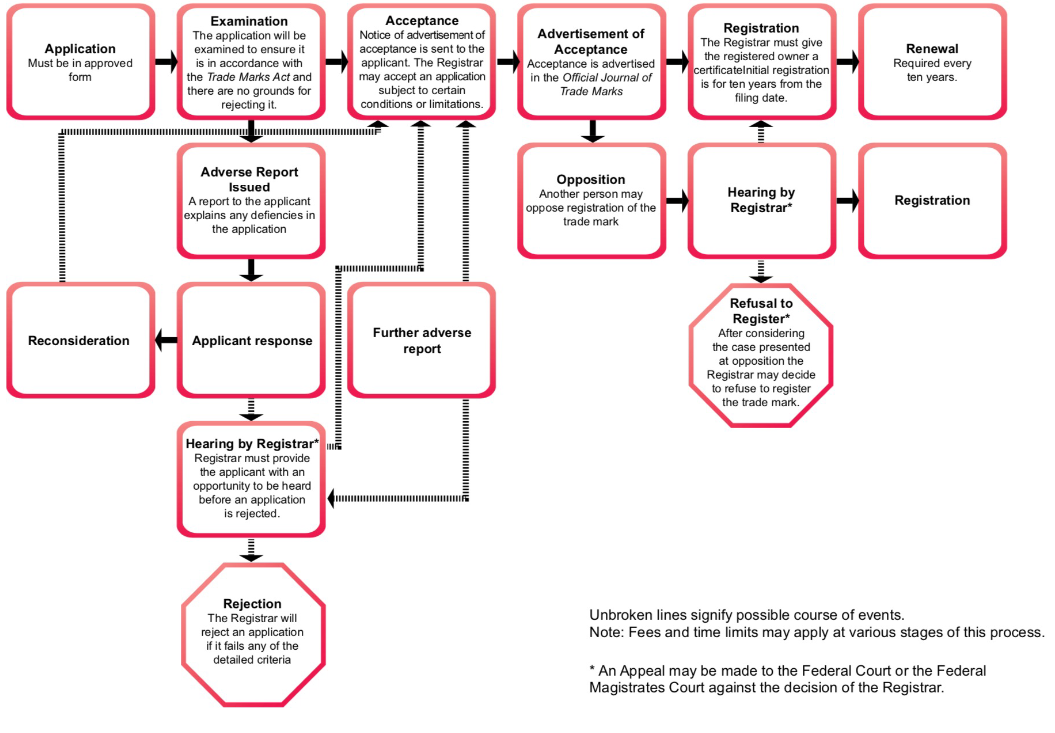 Application
Must be in approved
form
Examination
The application will be
examined to ensure it
is in accordance with
the Trade Marks Act and
there are no grounds for
rejecting it.
Acceptance
Notice of advertisement of
acceptance is sent to the
applicant. The Registrar
may accept an application
subject to certain
conditions or limitations.
Advertisement of
Acceptance
Acceptance is advertised
in the Official Journal of
Trade Marks
Registration
The Registrar must give
the registered owner a
certificateInitial registration
is for ten years from the
filing date.
Renewal
Required every
ten years.
Adverse Report
Issued
A report to the applicant
explains any defiencies in
the application
Opposition
Another person may
oppose registration of the
trade mark
Hearing by
Registrar*
Registration
Reconsideration
Applicant response
Further adverse
report
Refusal to
Register*
After considering
the case presented
at opposition the
Registrar may decide
to refuse to register
the trade mark.
Hearing by Registrar*
Registrar must provide
the applicant with an
opportunity to be heard
before an application
is rejected.
Rejection
The Registrar will
reject an application
if it fails any of the
detailed criteria
Unbroken lines signify possible course of events.
Note: Fees and time limits may apply at various stages of this process.
* An Appeal may be made to the Federal Court or the Federal
Magistrates Court against the decision of the Registrar.